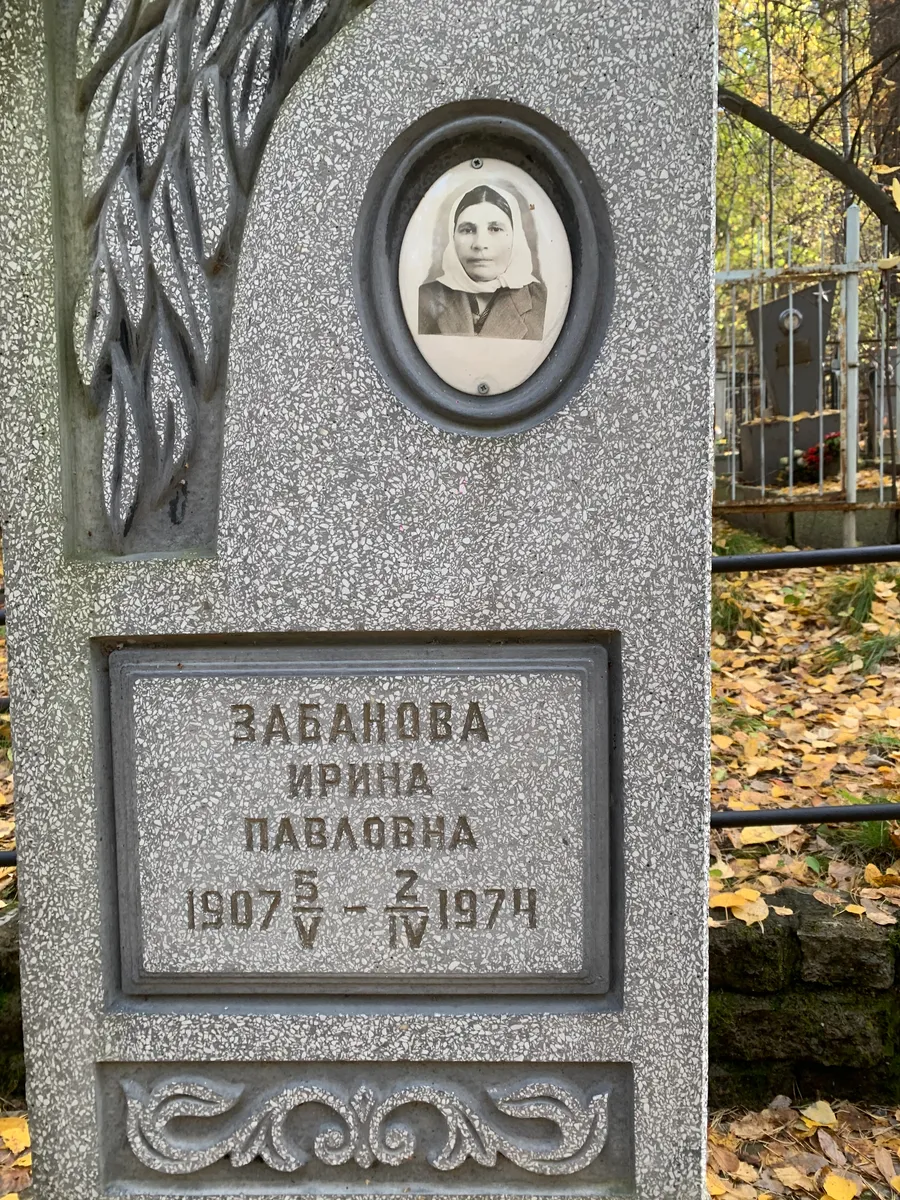 ЗАБАНОВА
ИРИНА
ПАВЛОВНА
1907 5/V - 2/IV 1974